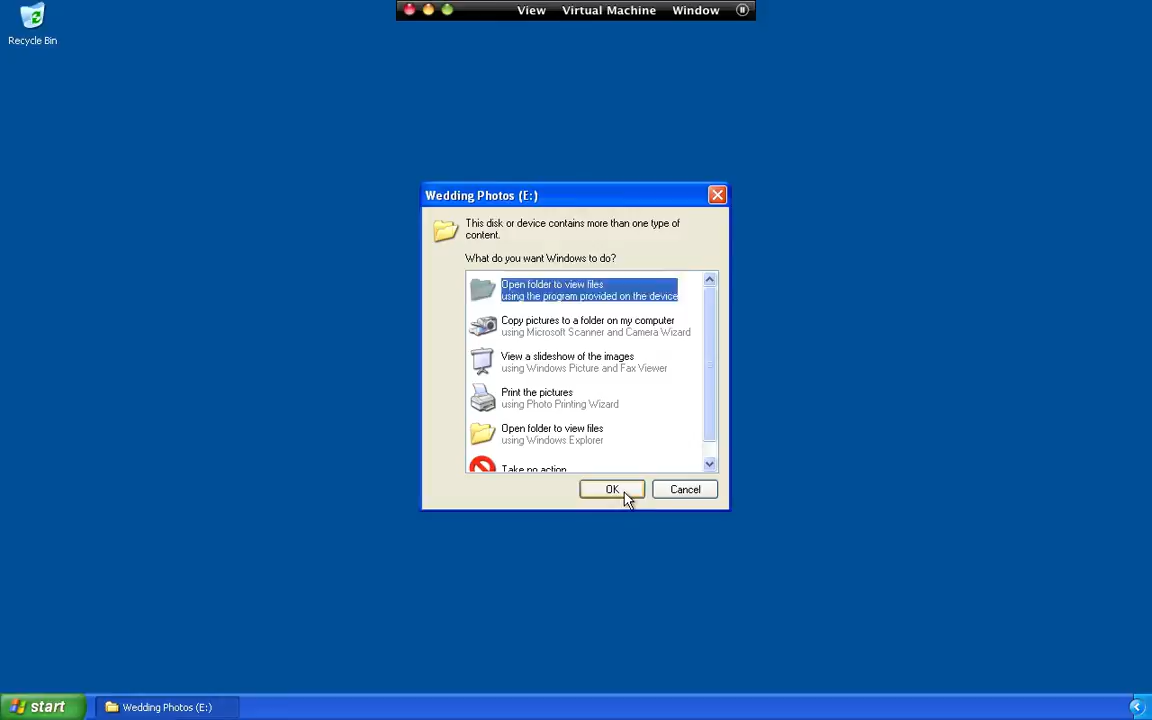 View Virtual Machine Window
Recycle Bin
Wedding Photos (E:)
This disk or device contains more than one type of
content.
What do you want Windows to do?
Open folder to view files
using the program provided on the device
Copy pictures to a folder on my computer
using Microsoft Scanner and Camera Wizard
View a slideshow of the images
using Windows Picture and Fax Viewer
Print the pictures
using Photo Printing Wizard
Open folder to view files
using Windows Explorer
Take no action
OK Cancel
start Wedding Photos (E:)